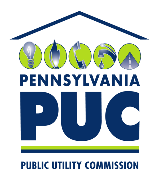 PENNSYLVANIA
PUC
PUBLIC UTILITY COMMISSION